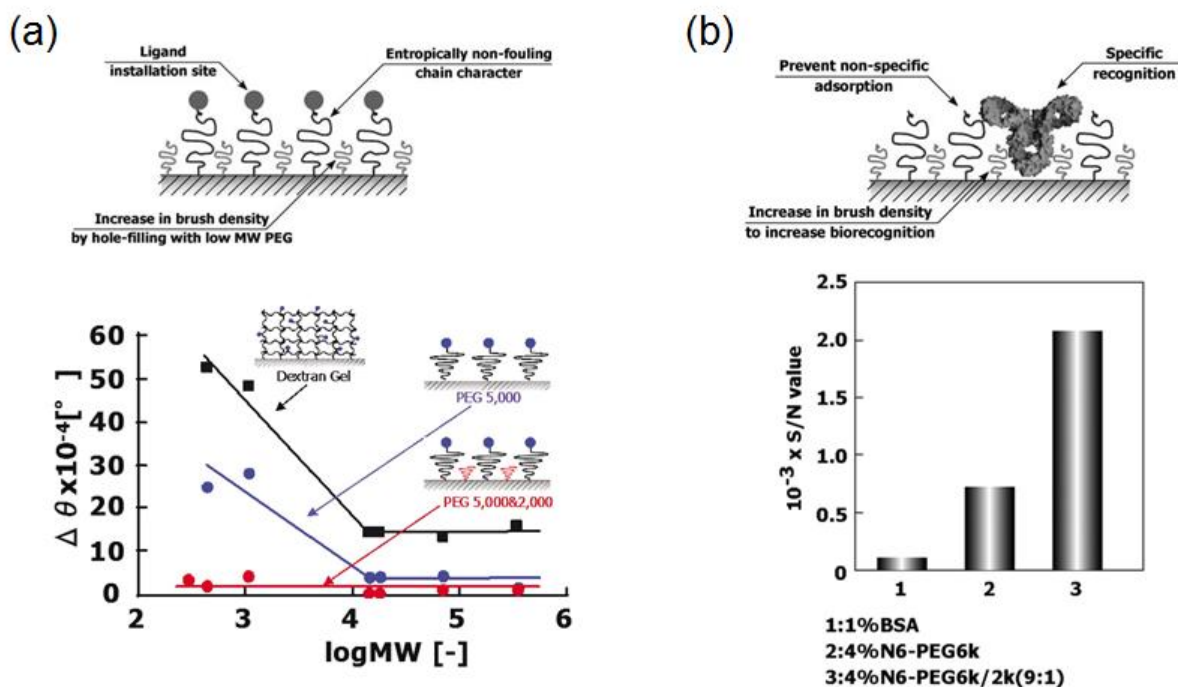 (a)
Ligand
installation site
Entropically non-fouling
chain character
Increase in brush density
by hole-filling with low MW PEG
60
50
40
30
20
10
0
Δ θ x10⁻⁴[° ]
Dextran Gel
PEG 5,000
PEG 5,000&2,000
2 3 4 5 6
logMW [-]
(b)
Prevent non-specific
adsorption
Specific
recognition
Increase in brush density
to increase biorecognition
2.5
2.0
1.5
1.0
0.5
0
10⁻³ x S/N value
1 2 3
1:1%BSA
2:4%N6-PEG6k
3:4%N6-PEG6k/2k(9:1)